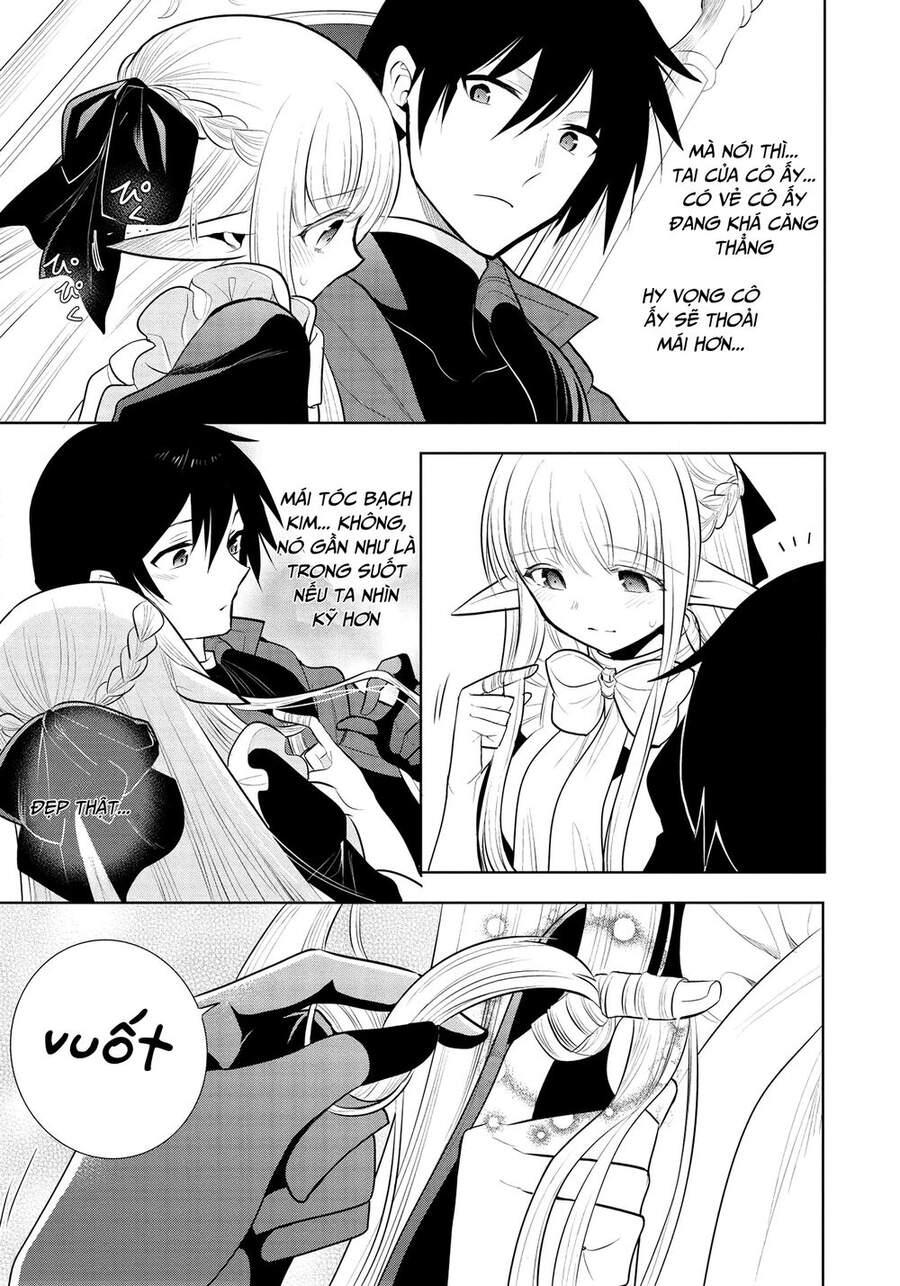 MÀ NÓI THÌ...
TAI CỦA CÔ ẤY...
CÓ VẺ CÔ ẤY
ĐANG KHÁ CĂNG
THẲNG
HY VỌNG CÔ
ẤY SẼ THOẢI
MÁI HƠN...
ぴく
ぴく
MÁI TÓC BẠCH
KIM... KHÔNG,
NÓ GẦN NHƯ LÀ
TRONG SUỐT
NẾU TA NHÌN
KỸ HƠN
ĐẸP THẬT...
vuốt